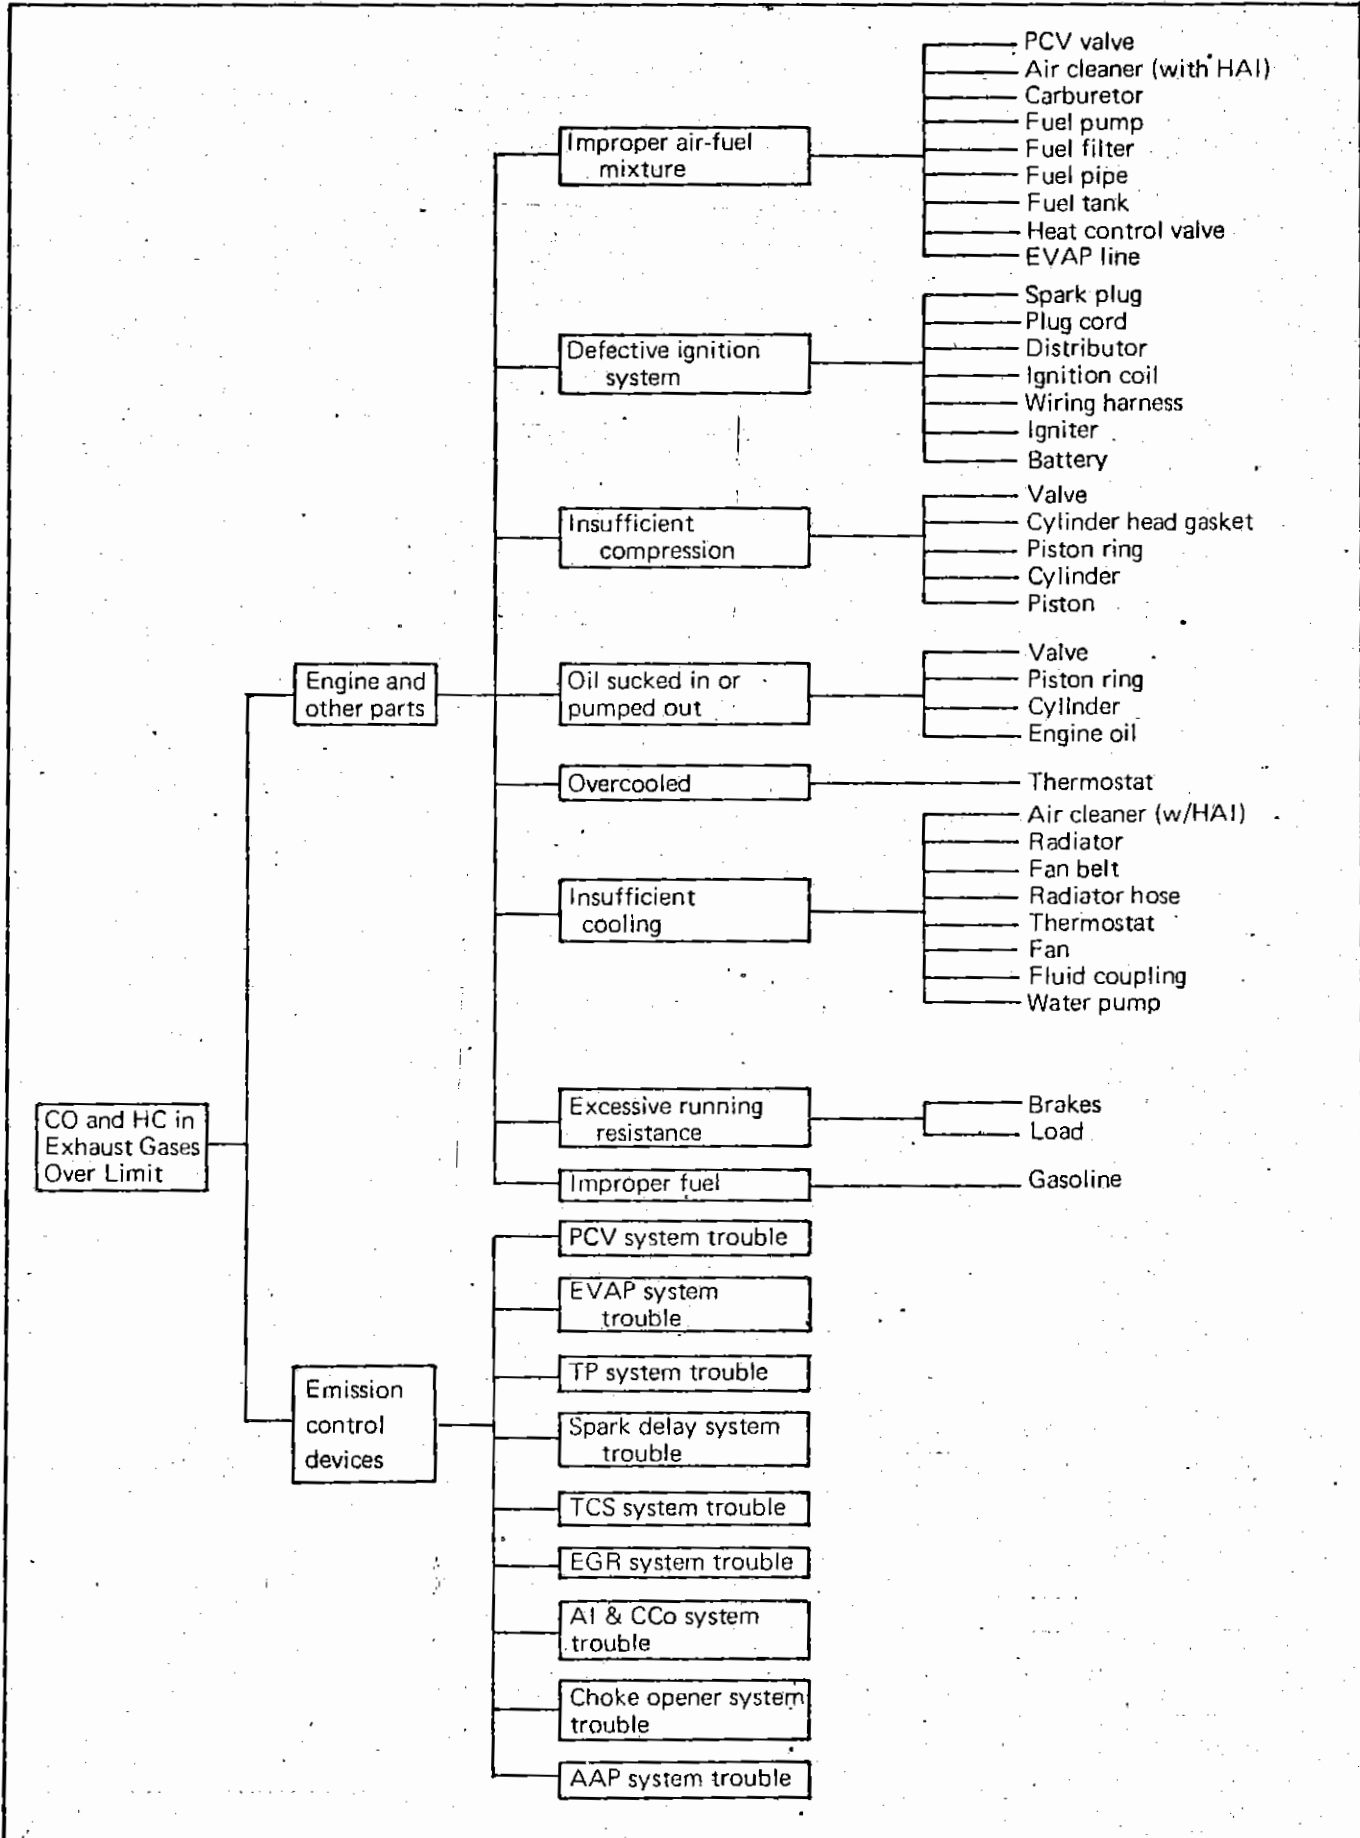 CO and HC in
Exhaust Gases
Over Limit
Engine and
other parts
Improper air-fuel
mixture
PCV valve
Air cleaner (with HAI)
Carburetor
Fuel pump
Fuel filter
Fuel pipe
Fuel tank
Heat control valve
EVAP line
Defective ignition
system
Spark plug
Plug cord
Distributor
Ignition coil
Wiring harness
Igniter
Battery
Insufficient
compression
Valve
Cylinder head gasket
Piston ring
Cylinder
Piston
Oil sucked in or
pumped out
Valve
Piston ring
Cylinder
Engine oil
Overcooled
Thermostat
Insufficient
cooling
Air cleaner (w/HAI)
Radiator
Fan belt
Radiator hose
Thermostat
Fan
Fluid coupling
Water pump
Excessive running
resistance
Brakes
Load
Improper fuel
Gasoline
Emission
control
devices
PCV system trouble
EVAP system
trouble
TP system trouble
Spark delay system
trouble
TCS system trouble
EGR system trouble
AI & CCo system
trouble
Choke opener system
trouble
AAP system trouble